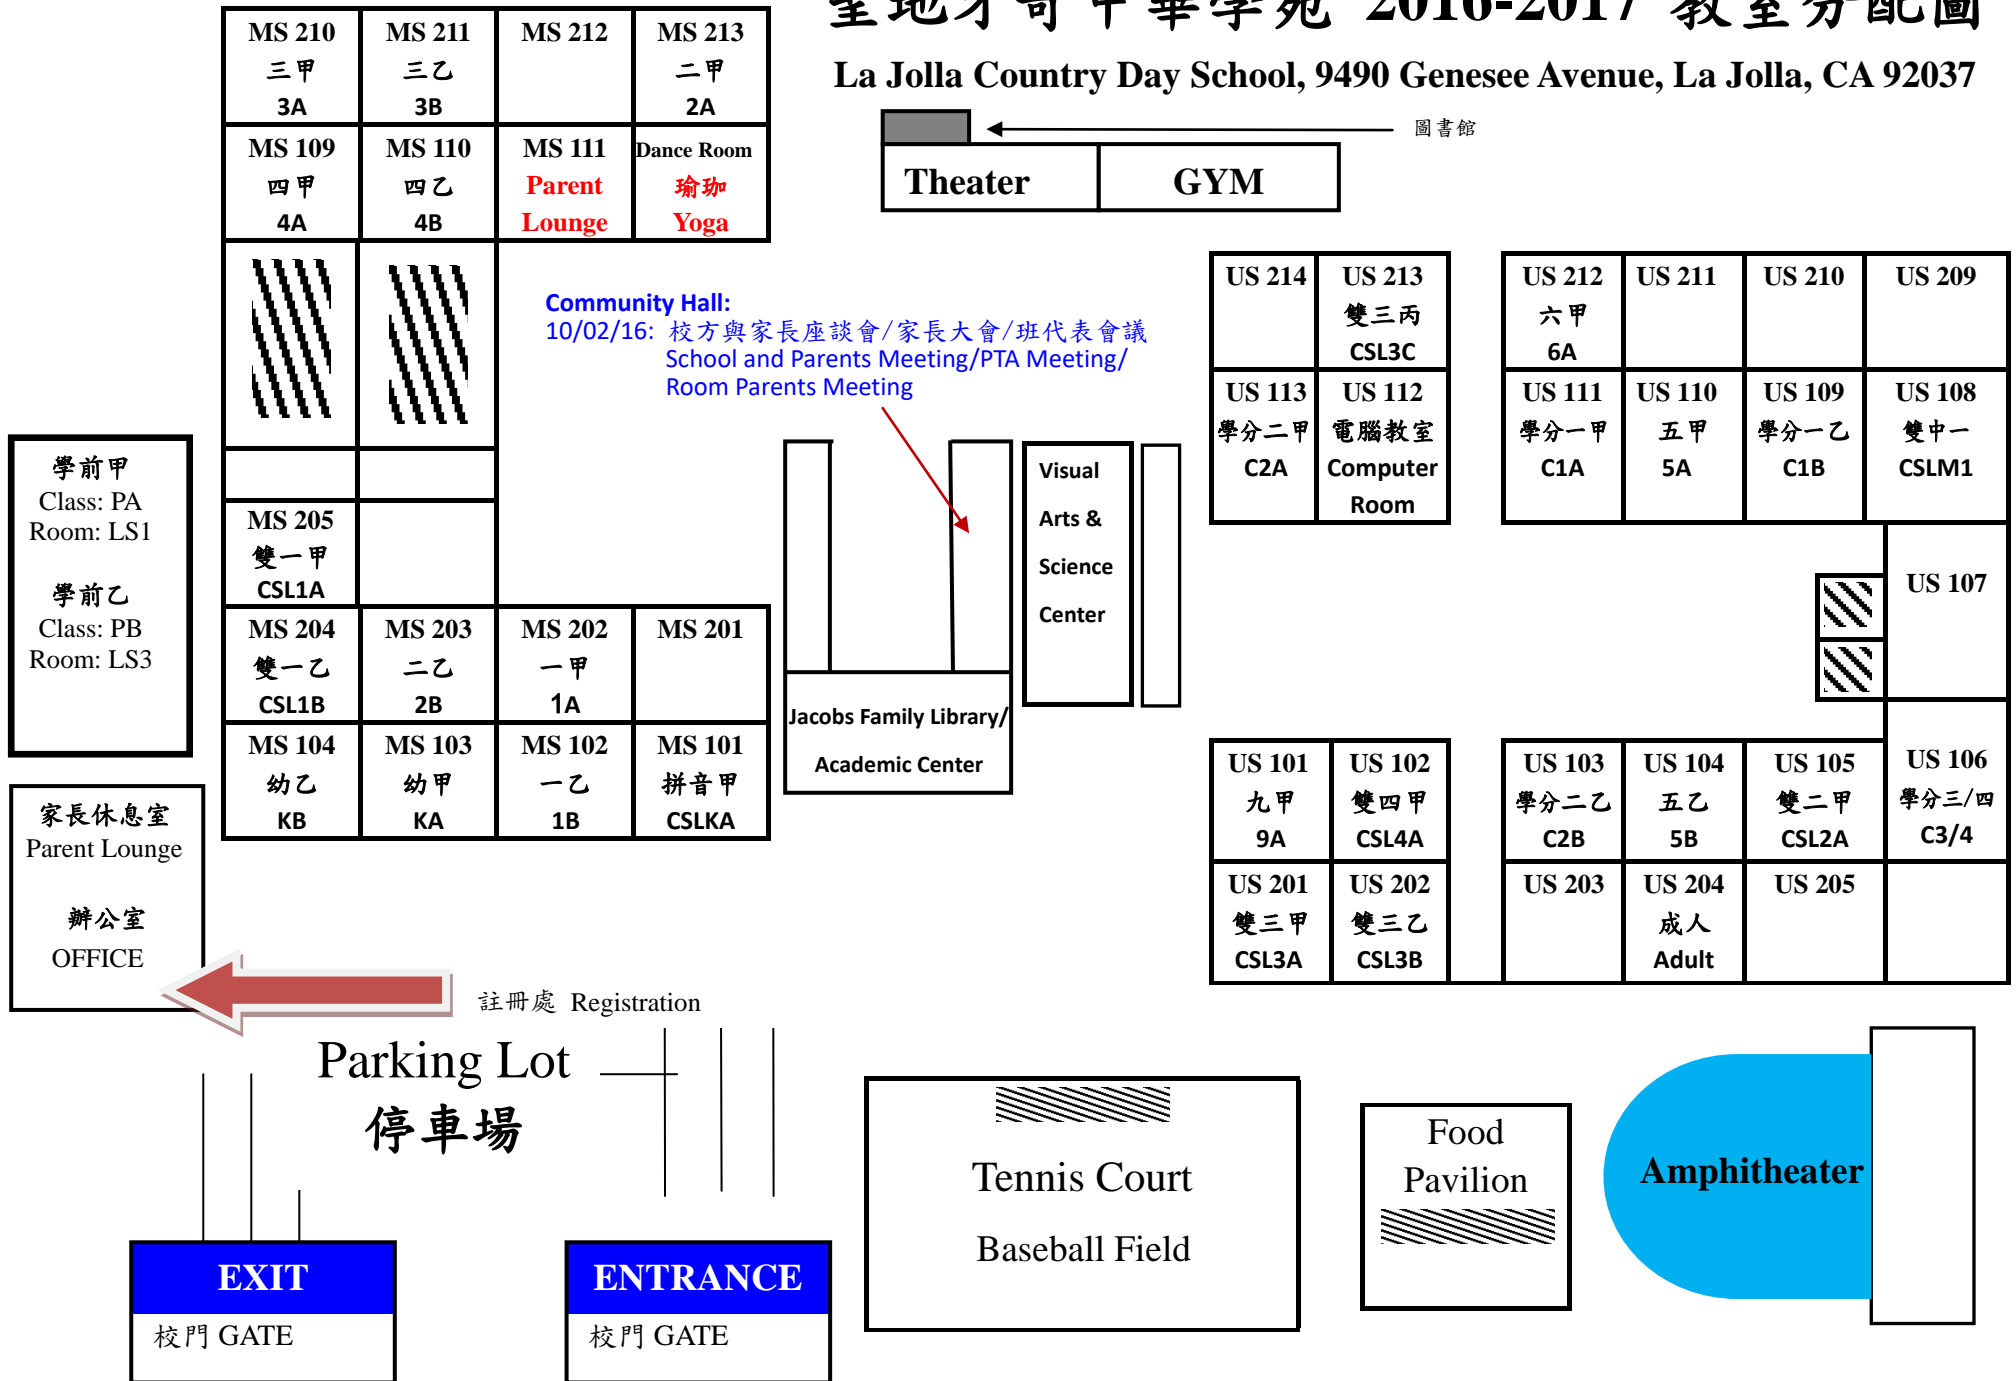 聖地牙哥中華學苑 2016-2017 教室分配圖
La Jolla Country Day School, 9490 Genesee Avenue, La Jolla, CA 92037
MS 210
三甲
3A
MS 211
三乙
3B
MS 212
MS 213
二甲
2A
MS 109
四甲
4A
MS 110
四乙
4B
MS 111
Parent
Lounge
Dance Room
瑜珈
Yoga
圖書館
Theater
GYM
Community Hall:
10/02/16: 校方與家長座談會/家長大會/班代表會議
School and Parents Meeting/PTA Meeting/
Room Parents Meeting
US 214
US 213
雙三丙
CSL3C
US 212
六甲
6A
US 211
US 210
US 209
US 113
學分二甲
C2A
US 112
電腦教室
Computer
Room
US 111
學分一甲
C1A
US 110
五甲
5A
US 109
學分一乙
C1B
US 108
雙中一
CSLM1
US 107
學前甲
Class: PA
Room: LS1
學前乙
Class: PB
Room: LS3
MS 205
雙一甲
CSL1A
MS 204
雙一乙
CSL1B
MS 203
二乙
2B
MS 202
一甲
1A
MS 201
MS 104
幼乙
KB
MS 103
幼甲
KA
MS 102
一乙
1B
MS 101
拼音甲
CSLKA
Visual
Arts &
Science
Center
Jacobs Family Library/
Academic Center
US 101
九甲
9A
US 102
雙四甲
CSL4A
US 103
學分二乙
C2B
US 104
五乙
5B
US 105
雙二甲
CSL2A
US 106
學分三/四
C3/4
US 201
雙三甲
CSL3A
US 202
雙三乙
CSL3B
US 203
US 204
成人
Adult
US 205
家長休息室
Parent Lounge
辦公室
OFFICE
註冊處 Registration
Parking Lot
停車場
Tennis Court
Baseball Field
Food
Pavilion
Amphitheater
EXIT
校門 GATE
ENTRANCE
校門 GATE